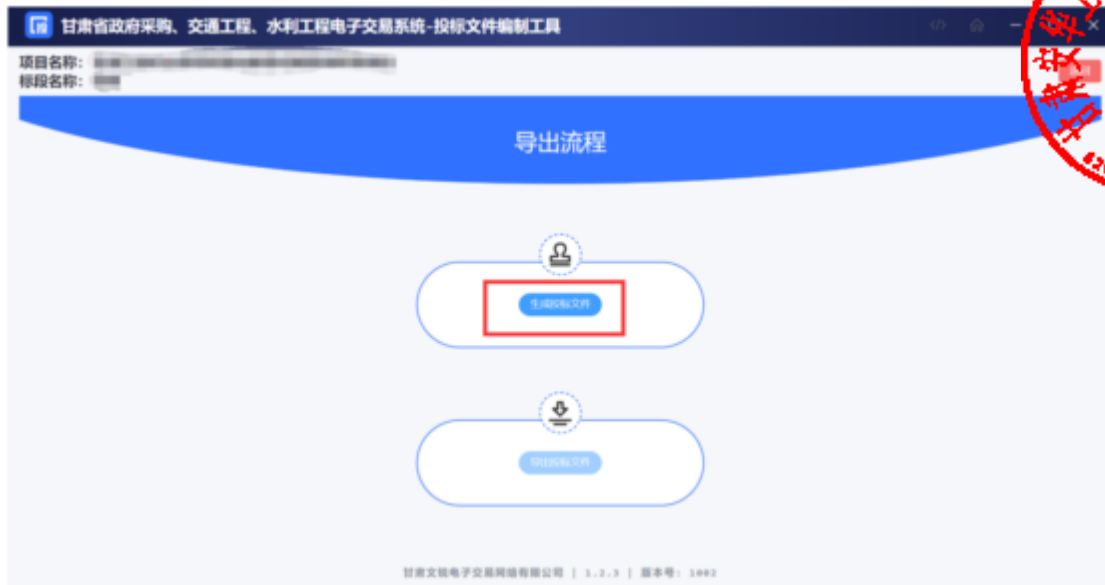 甘肃省政府采购、交通工程、水利工程电子交易系统-投标文件编制工具
项目名称：
标段名称：
导出流程
生成投标文件
导出投标文件
甘肃文锐电子交易网络有限公司 | 1.2.3 | 版本号: 1002